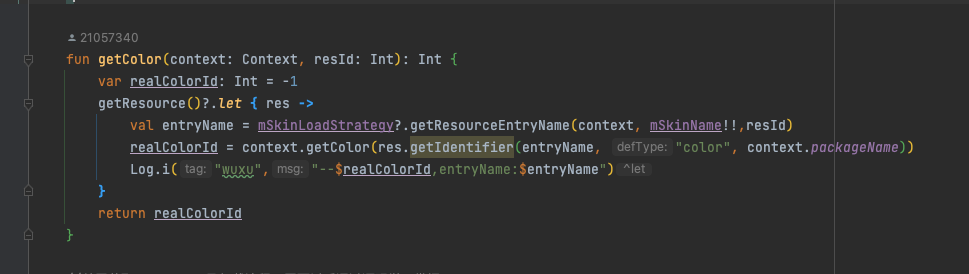 21057340
fun getColor(context: Context, resId: Int): Int {
var realColorId: Int = -1
getResource()?.let { res ->
val entryName = mSkinLoadStrategy?.getResourceEntryName(context, mSkinName!!,resId)
realColorId = context.getColor(res.getIdentifier(entryName, defType: "color", context.packageName))
Log.i( tag: "wuxu", msg: "--$realColorId,entryName:$entryName") ^let
}
return realColorId
}